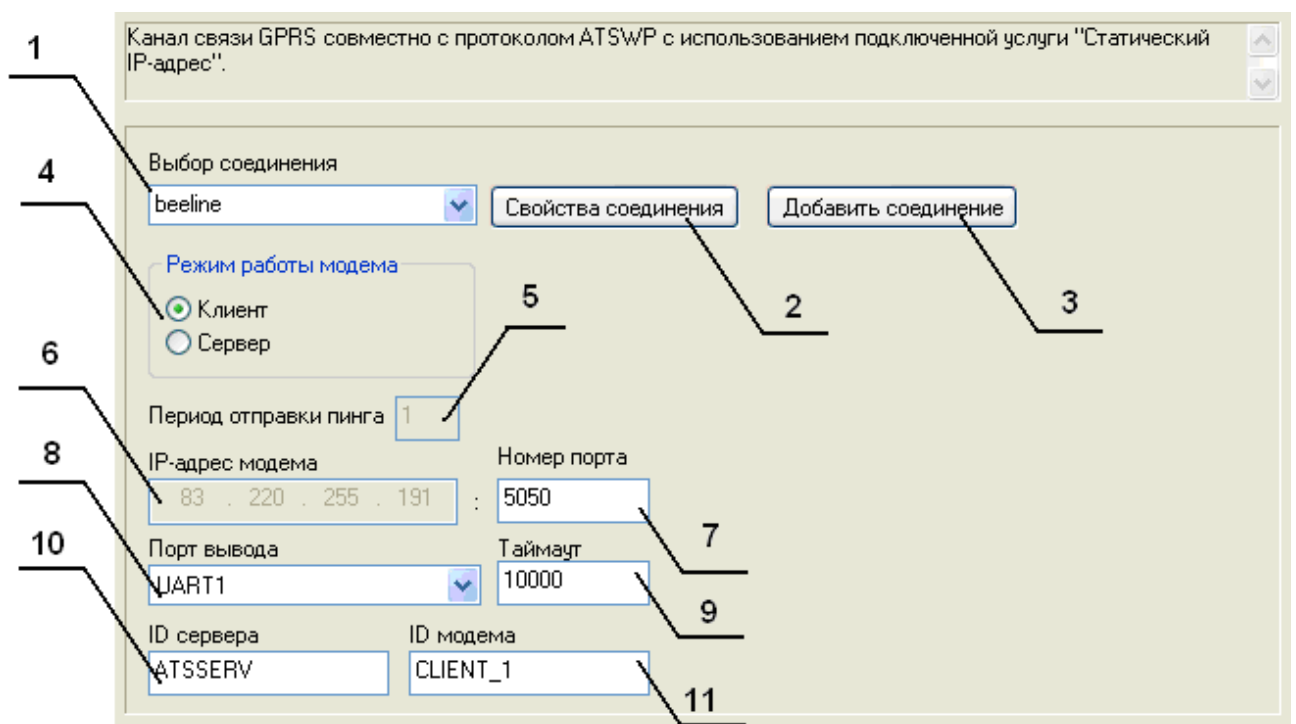 Канал связи GPRS совместно с протоколом ATSWP с использованием подключенной услуги "Статический
IP-адрес".
1
Выбор соединения
4
beeline
Свойства соединения
Добавить соединение
Режим работы модема
5
2
3
Клиент
Сервер
6
Период отправки пинга 1
8
IP-адрес модема
Номер порта
83 . 220 . 255 . 191 : 5050
7
10
Порт вывода
Таймаут
UART1
10000
9
ID сервера
ID модема
ATSSERV
CLIENT_1
11